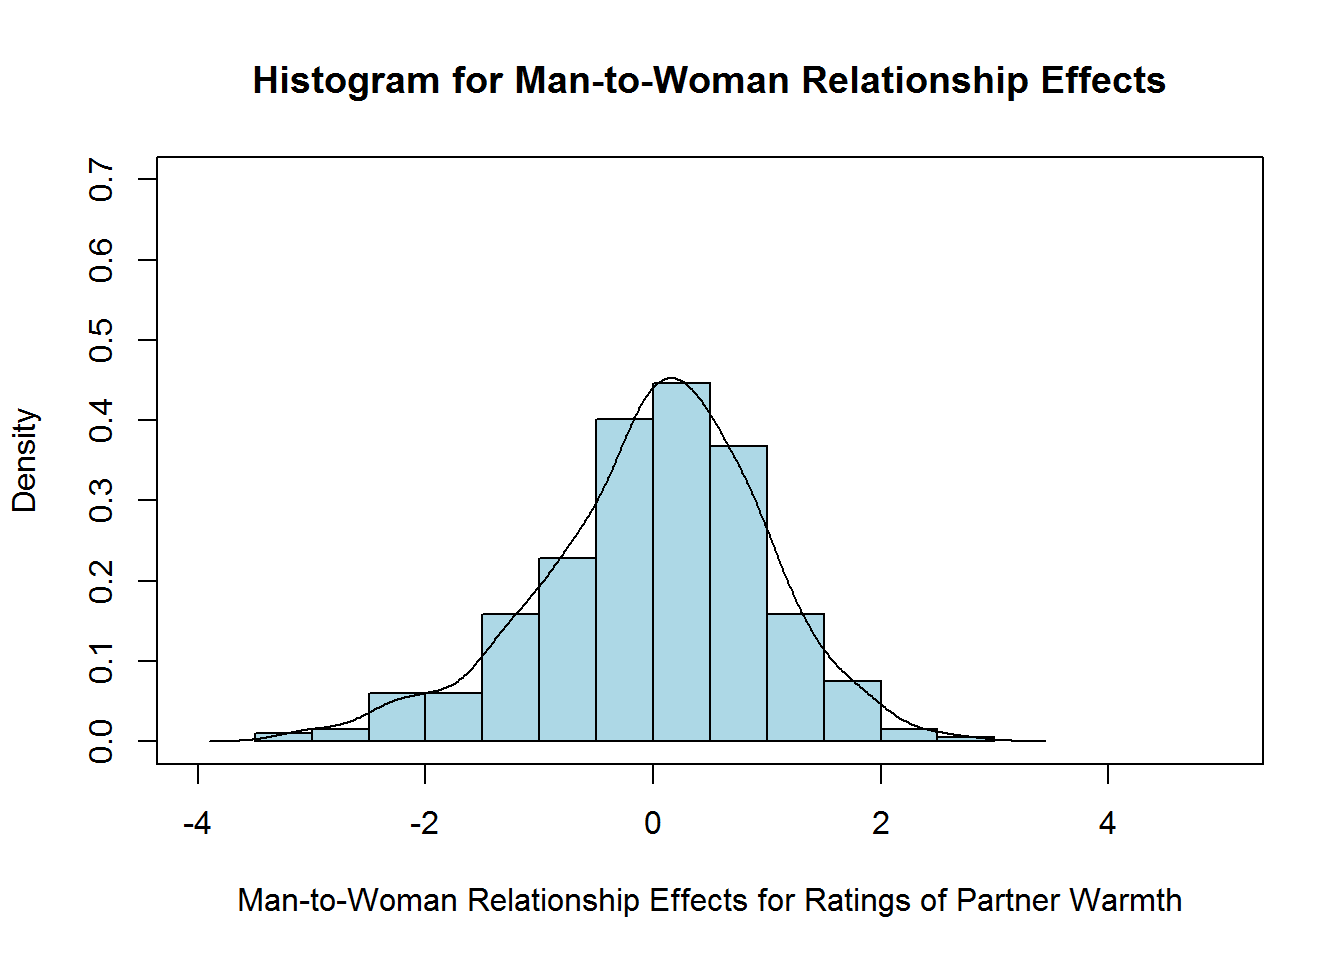 Histogram for Man-to-Woman Relationship Effects
0.7
0.6
0.5
0.4
0.3
0.2
0.1
0.0
Density
-4 -2 0 2 4
Man-to-Woman Relationship Effects for Ratings of Partner Warmth